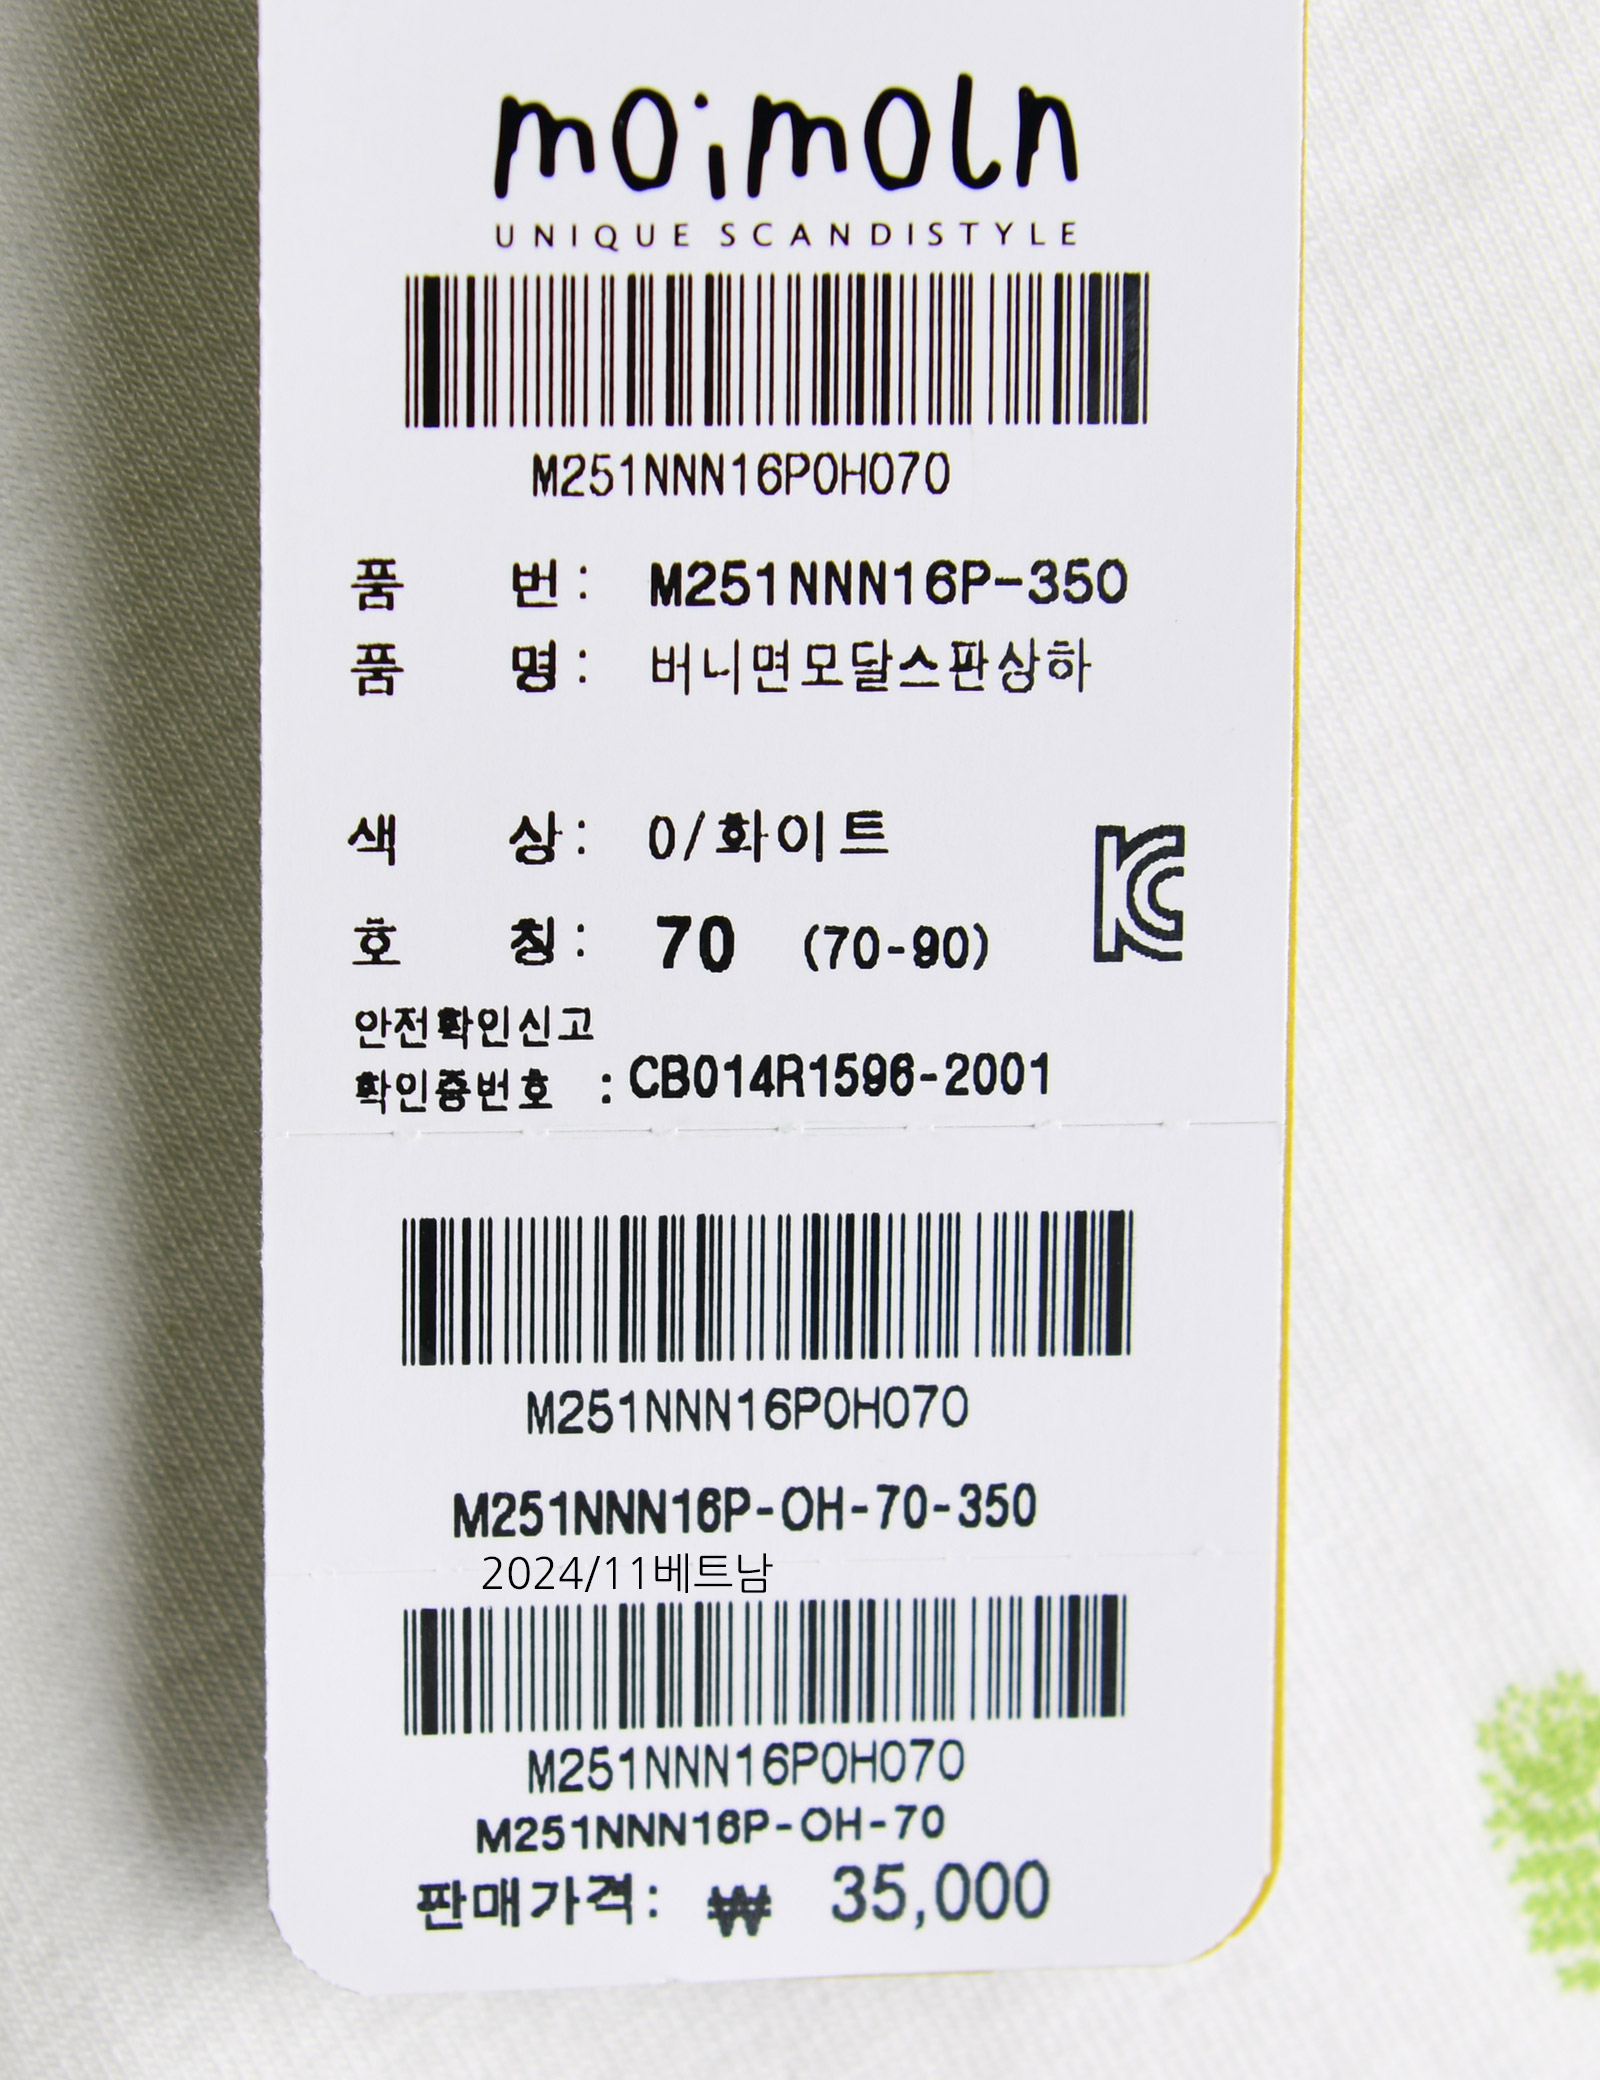 moimoln
UNIQUE SCANDISTYLE
M251NNN16P0H070
품 번 : M251NNN16P-350
품 명 : 버니면모달스판상하
색 상 : 0/화이트
호 칭 : 70 (70-90)
안전확인신고
확인증번호 : CB014R1596-2001
M251NNN16P0H070
M251NNN16P-OH-70-350
2024/11베트남
M251NNN16P0H070
M251NNN16P-OH-70
판매가격 : ₩ 35,000